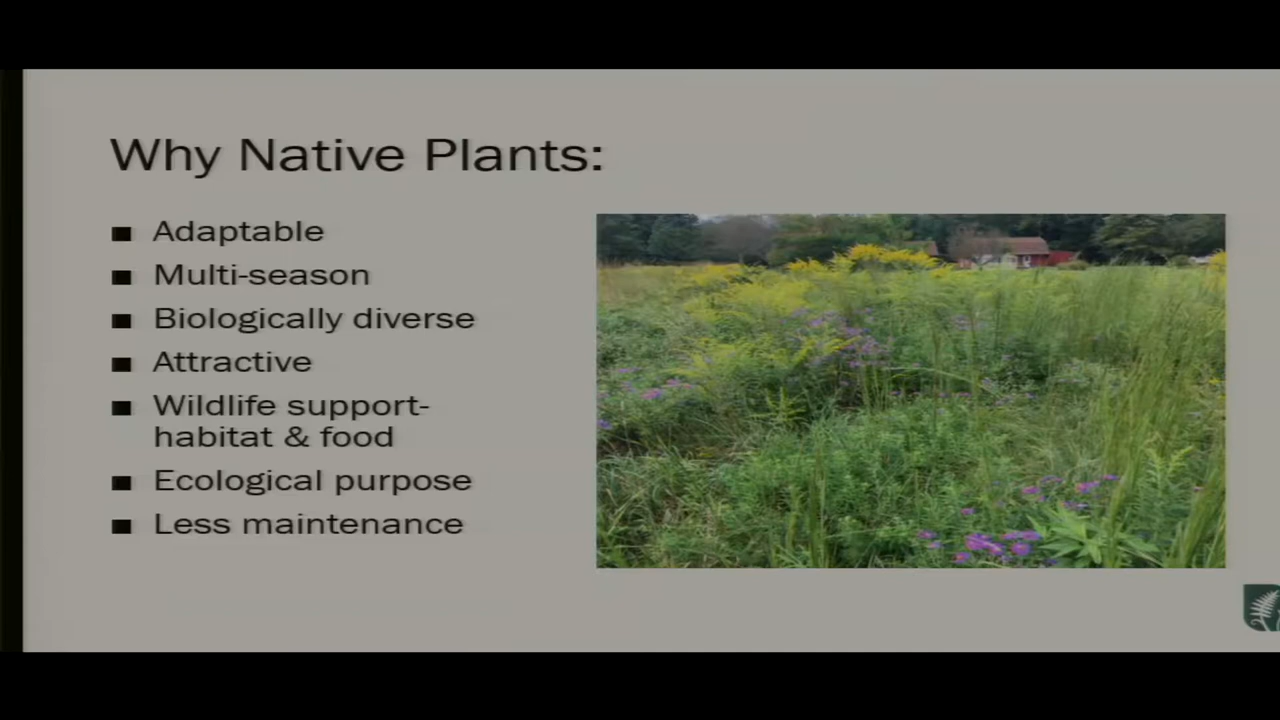 Why Native Plants:
■ Adaptable
■ Multi-season
■ Biologically diverse
■ Attractive
■ Wildlife support-
habitat & food
■ Ecological purpose
■ Less maintenance